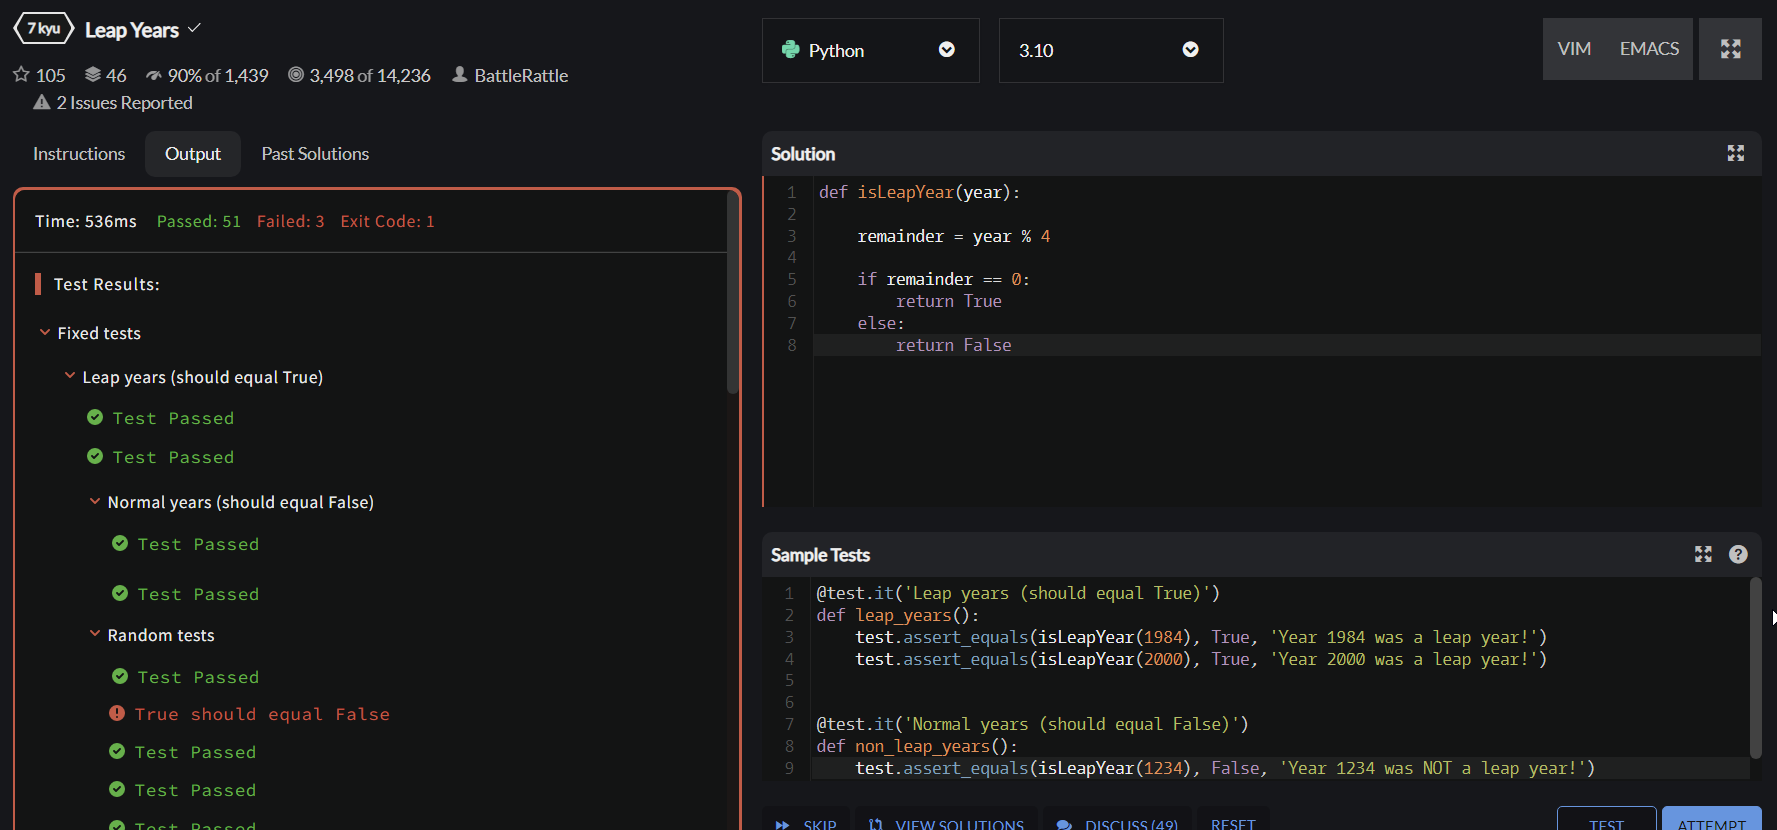 7 kyu Leap Years
105 46 90% of 1,439 3,498 of 14,236 BattleRattle
2 Issues Reported
Python 3.10 VIM EMACS
Instructions Output Past Solutions
Time: 536ms Passed: 51 Failed: 3 Exit Code: 1
Test Results:
Fixed tests
Leap years (should equal True)
Test Passed
Test Passed
Normal years (should equal False)
Test Passed
Test Passed
Random tests
Test Passed
True should equal False
Test Passed
Test Passed
Test Passed
Solution
1 def isLeapYear(year):
2
3 remainder = year % 4
4
5 if remainder == 0:
6 return True
7 else:
8 return False
Sample Tests
1 @test.it('Leap years (should equal True)')
2 def leap_years():
3 test.assert_equals(isLeapYear(1984), True, 'Year 1984 was a leap year!')
4 test.assert_equals(isLeapYear(2000), True, 'Year 2000 was a leap year!')
5
6
7 @test.it('Normal years (should equal False)')
8 def non_leap_years():
9 test.assert_equals(isLeapYear(1234), False, 'Year 1234 was NOT a leap year!')
SKIP VIEW SOLUTIONS DISCUSS (49) RESET TEST ATTEMPT